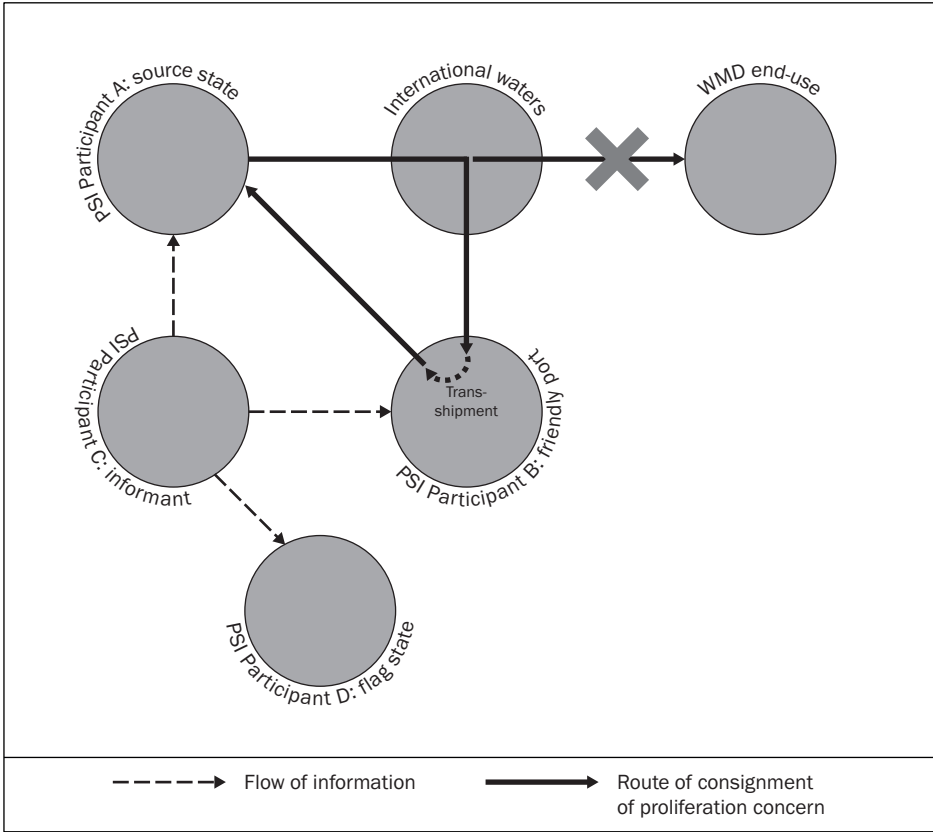 PSI Participant A: source state
International waters
WMD end-use
PSI Participant C: informant
Trans-
shipment
PSI Participant B: friendly port
PSI Participant D: flag state
Flow of information
Route of consignment
of proliferation concern